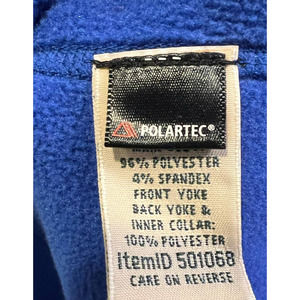 POLARTEC®
96% POLYESTER
4% SPANDEX
FRONT YOKE
BACK YOKE &
INNER COLLAR:
100% POLYESTER
ItemID 501068
CARE ON REVERSE